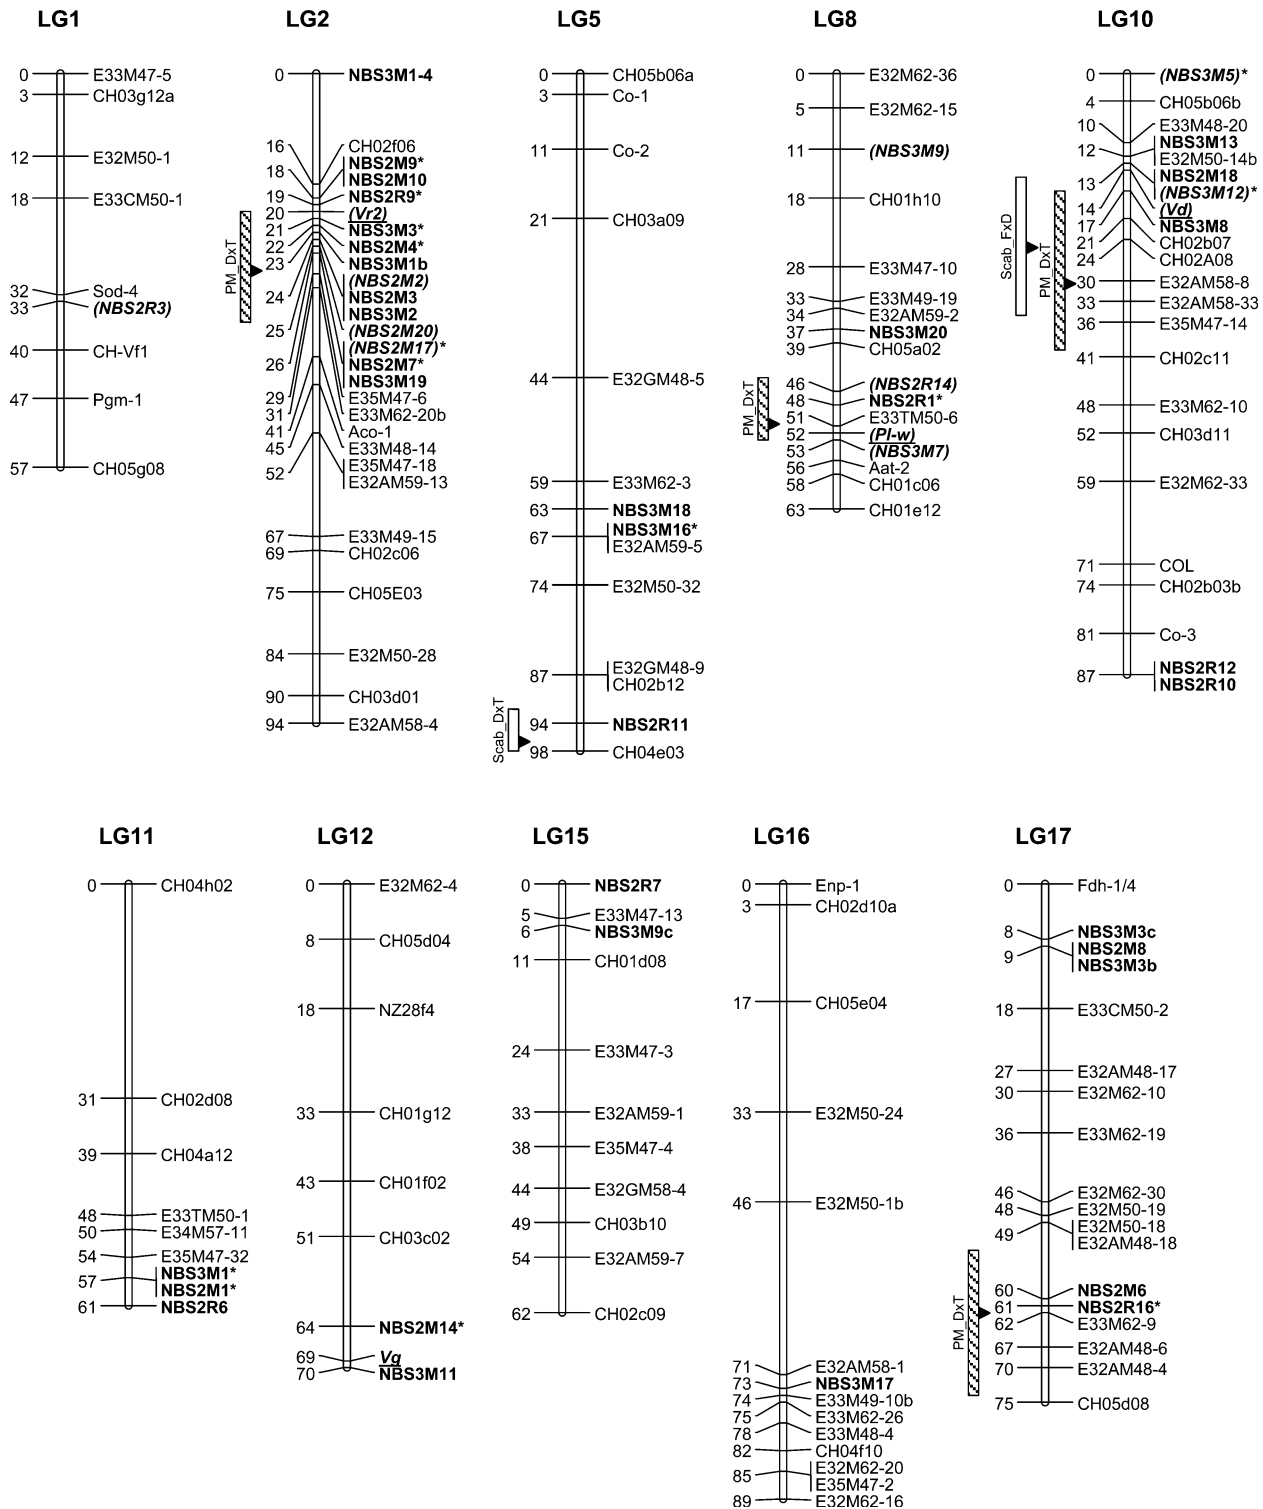 LG1
0 E33M47-5
3 CH03g12a
12 E32M50-1
18 E33CM50-1
32 Sod-4
33 (NBS2R3)
40 CH-Vf1
47 Pgm-1
57 CH05g08
LG2
0 NBS3M1-4
16 CH02f06
18 NBS2M9*
NBS2M10
19 NBS2R9*
20 (Vr2)
21 NBS3M3*
22 NBS2M4*
23 NBS3M1b
(NBS2M2)
24 NBS2M3
NBS3M2
25 (NBS2M20)
(NBS2M17)*
26 NBS2M7*
NBS3M19
29 E35M47-6
31 E33M62-20b
41 Aco-1
45 E33M48-14
52 E35M47-18
E32AM59-13
67 E33M49-15
69 CH02c06
75 CH05E03
84 E32M50-28
90 CH03d01
94 E32AM58-4
PM_DxT
LG5
0 CH05b06a
3 Co-1
11 Co-2
21 CH03a09
44 E32GM48-5
59 E33M62-3
63 NBS3M18
67 NBS3M16*
E32AM59-5
74 E32M50-32
87 E32GM48-9
CH02b12
94 NBS2R11
98 CH04e03
Scab_DxT
LG8
0 E32M62-36
5 E32M62-15
11 (NBS3M9)
18 CH01h10
28 E33M47-10
33 E33M49-19
34 E32AM59-2
37 NBS3M20
39 CH05a02
46 (NBS2R14)
48 NBS2R1*
51 E33TM50-6
52 (Pl-w)
53 (NBS3M7)
56 Aat-2
58 CH01c06
63 CH01e12
PM_DxT
LG10
0 (NBS3M5)*
4 CH05b06b
10 E33M48-20
12 NBS3M13
E32M50-14b
13 NBS2M18
(NBS3M12)*
14 (Vd)
17 NBS3M8
21 CH02b07
24 CH02A08
30 E32AM58-8
33 E32AM58-33
36 E35M47-14
41 CH02c11
48 E33M62-10
52 CH03d11
59 E32M62-33
71 COL
74 CH02b03b
81 Co-3
87 NBS2R12
NBS2R10
Scab_FxD
PM_DxT
LG11
0 CH04h02
31 CH02d08
39 CH04a12
48 E33TM50-1
50 E34M57-11
54 E35M47-32
57 NBS3M1*
NBS2M1*
61 NBS2R6
LG12
0 E32M62-4
8 CH05d04
18 NZ28f4
33 CH01g12
43 CH01f02
51 CH03c02
64 NBS2M14*
69 Vg
70 NBS3M11
LG15
0 NBS2R7
5 E33M47-13
6 NBS3M9c
11 CH01d08
24 E33M47-3
33 E32AM59-1
38 E35M47-4
44 E32GM58-4
49 CH03b10
54 E32AM59-7
62 CH02c09
LG16
0 Enp-1
3 CH02d10a
17 CH05e04
33 E32M50-24
46 E32M50-1b
71 E32AM58-1
73 NBS3M17
74 E33M49-10b
75 E33M62-26
78 E33M48-4
82 CH04f10
85 E32M62-20
E35M47-2
89 E32M62-16
LG17
0 Fdh-1/4
8 NBS3M3c
9 NBS2M8
NBS3M3b
18 E33CM50-2
27 E32AM48-17
30 E32M62-10
36 E33M62-19
46 E32M62-30
48 E32M50-19
49 E32M50-18
E32AM48-18
60 NBS2M6
61 NBS2R16*
62 E33M62-9
67 E32AM48-6
70 E32AM48-4
75 CH05d08
PM_DxT